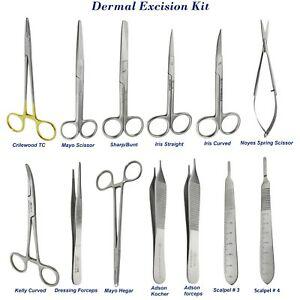 Dermal Excision Kit
Crilewood TC
Mayo Scissor
Sharp/Bunt
Iris Straight
Iris Curved
Noyes Spring Scissor
Kelly Curved
Dressing Forceps
Mayo Hegar
Adson
Kocher
Adson
forceps
Scalpel # 3
Scalpel # 4